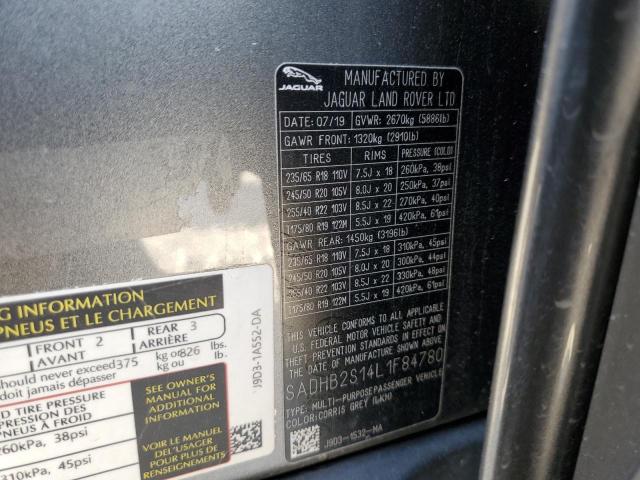 JAGUAR
MANUFACTURED BY
JAGUAR LAND ROVER LTD
DATE: 07/19 GVWR: 2670kg (5886lb)
GAWR FRONT: 1320kg (2910lb)
TIRES RIMS PRESSURE (COLD)
235/65 R18 110V 7.5J x 18 260kPa, 38psi
245/50 R20 105V 8.0J x 20 250kPa, 37psi
255/40 R22 103V 8.5J x 22 270kPa, 40psi
T175/80 R19 122M 5.5J x 19 420kPa, 61psi
GAWR REAR: 1450kg (3196lb)
235/65 R18 110V 7.5J x 18 310kPa, 45psi
245/50 R20 105V 8.0J x 20 300kPa, 44psi
255/40 R22 103V 8.5J x 22 330kPa, 48psi
T175/80 R19 122M 5.5J x 19 420kPa, 61psi
THIS VEHICLE CONFORMS TO ALL APPLICABLE
U.S. FEDERAL MOTOR VEHICLE SAFETY AND
THEFT PREVENTION STANDARDS IN EFFECT ON
THE DATE OF MANUFACTURE SHOWN ABOVE.
SADHB2S14L1F84780
TYPE: MULTI-PURPOSE PASSENGER VEHICLE
COLOR: CORRIS GREY (LKM)
J9D3-1532-MA
NG INFORMATION
PNEUS ET LE CHARGEMENT
FRONT 2 REAR 3
AVANT ARRIÈRE
should never exceed 375 kg or 826 lbs.
doit jamais dépasser kg ou lb.
D TIRE PRESSURE
PRESSION DES
PNEUS À FROID
260kPa, 38psi
310kPa, 45psi
SEE OWNER'S
MANUAL FOR
ADDITIONAL
INFORMATION
VOIR LE MANUEL
DE L'USAGER
POUR PLUS DE
RENSEIGNEMENTS
J9D3-1A552-DA